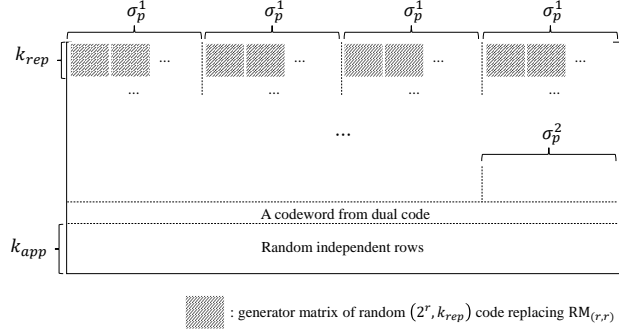 σ_p^1 σ_p^1 σ_p^1 σ_p^1
k_rep ... ... ... ...
... ... ... ...
...
σ_p^2
A codeword from dual code
k_app Random independent rows
: generator matrix of random (2^r, k_rep) code replacing RM_(r,r)